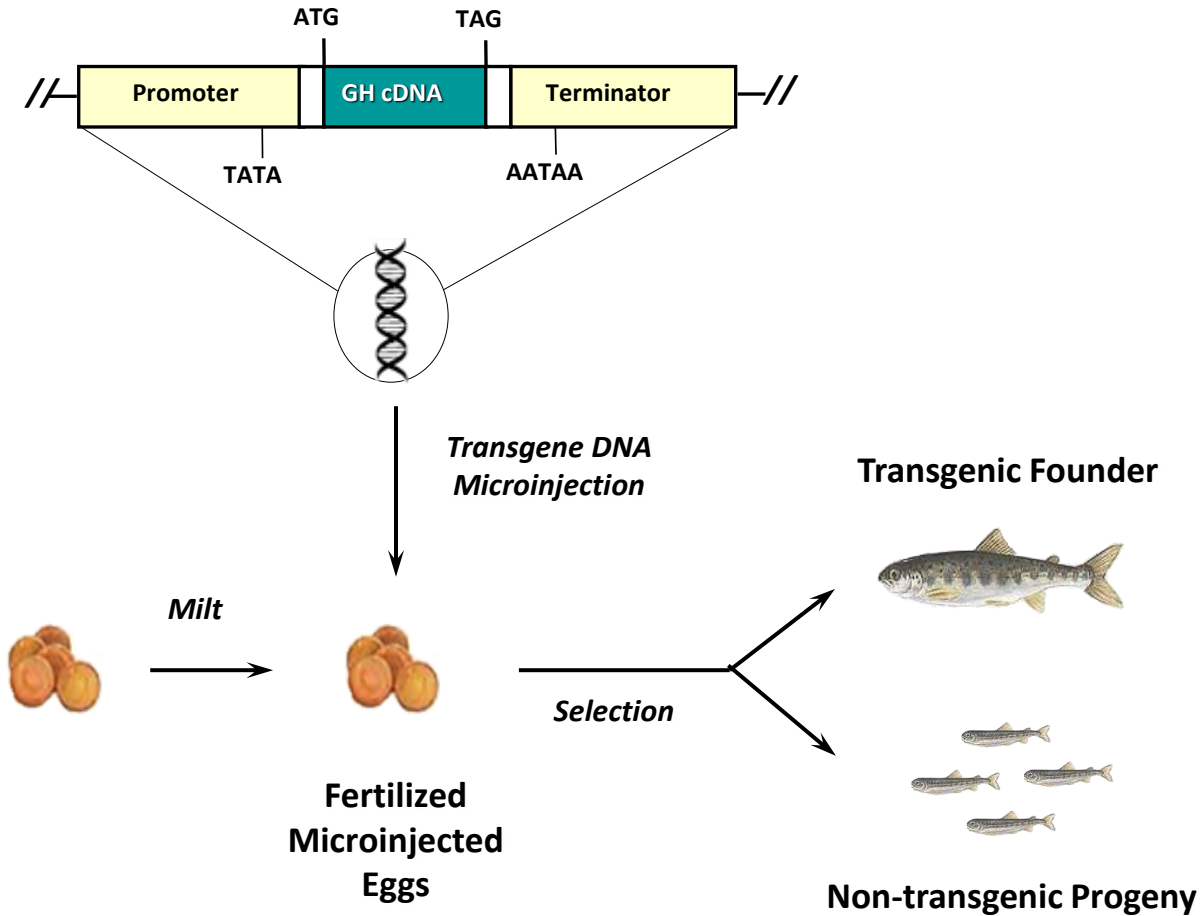 ATG TAG
Promoter GH cDNA Terminator
TATA AATAA
Transgene DNA
Microinjection
Transgenic Founder
Milt
Selection
Fertilized
Microinjected
Eggs
Non-transgenic Progeny